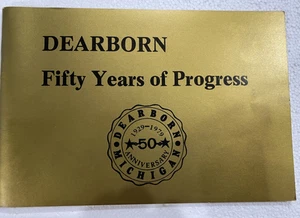 DEARBORN
Fifty Years of Progress
DEARBORN
1929-1979
50
ANNIVERSARY
MICHIGAN